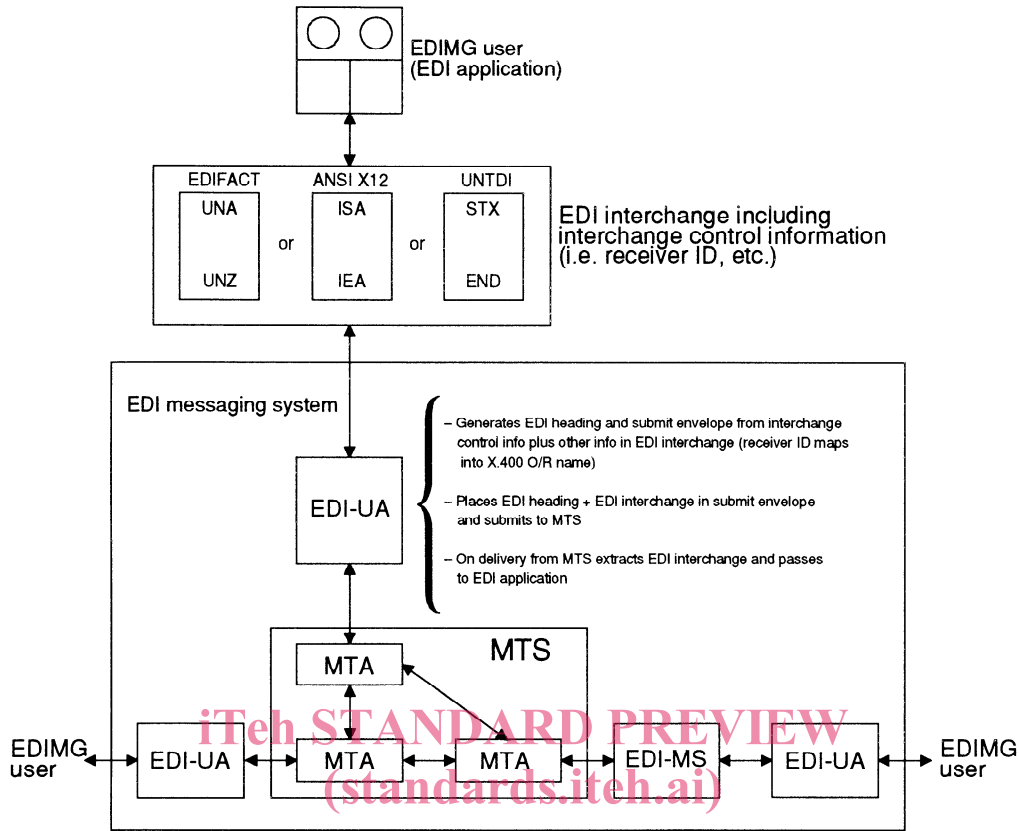 EDIMG user
(EDI application)
EDIFACT
ANSI X12
UNTDI
UNA
ISA
STX
or
or
UNZ
IEA
END
EDI interchange including
interchange control information
(i.e. receiver ID, etc.)
EDI messaging system
– Generates EDI heading and submit envelope from interchange
control info plus other info in EDI interchange (receiver ID maps
into X.400 O/R name)
EDI-UA
– Places EDI heading + EDI interchange in submit envelope
and submits to MTS
– On delivery from MTS extracts EDI interchange and passes
to EDI application
MTS
MTA
iTeh STANDARD PREVIEW
EDIMG
user
EDI-UA
MTA
MTA
EDI-MS
EDI-UA
EDIMG
user
(standards.iteh.ai)